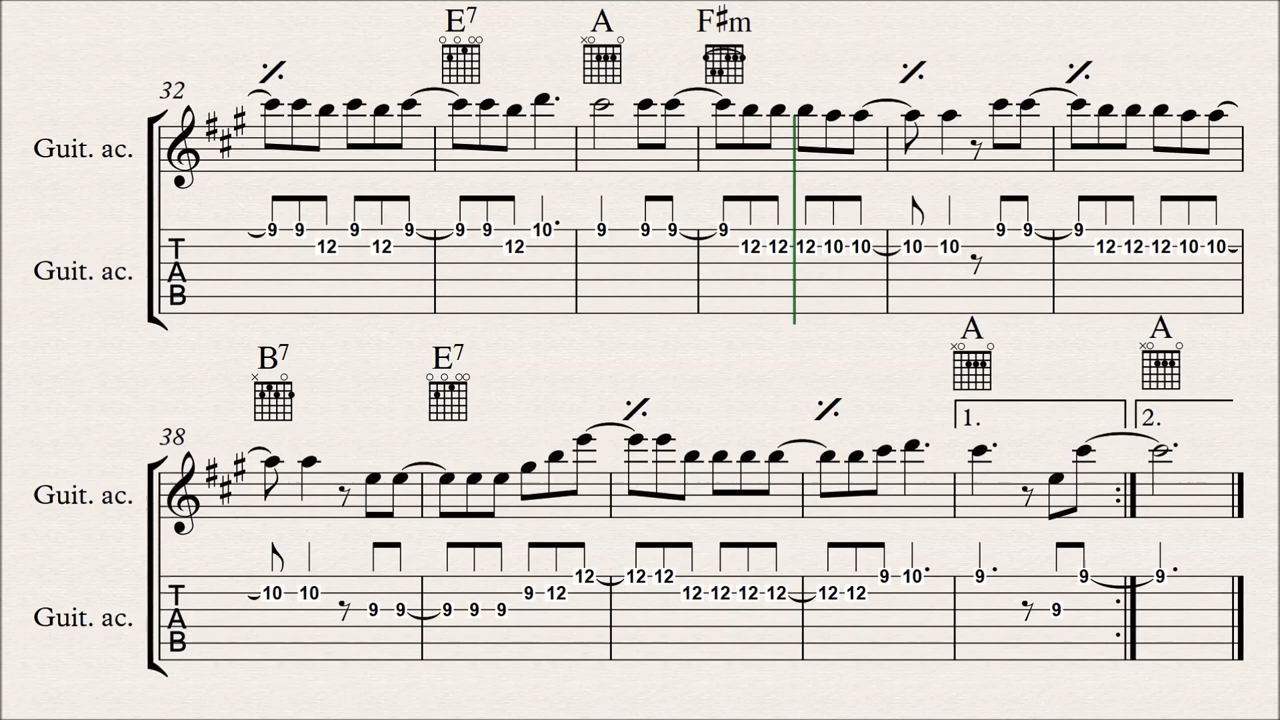 E7 A F♯m
32
Guit. ac.
9 9 12 9 12 9 9 9 12 10. 9 9 9 9 12 12 12 10 10 10 10 9 9 9 12 12 12 10 10
Guit. ac.
T
A
B
B7 E7 A A
38
1. 2.
Guit. ac.
10 10 9 9 9 9 9 9 12 12 12 12 12 12 12 12 12 12 9 10. 9. 9 9 9.
Guit. ac.
T
A
B